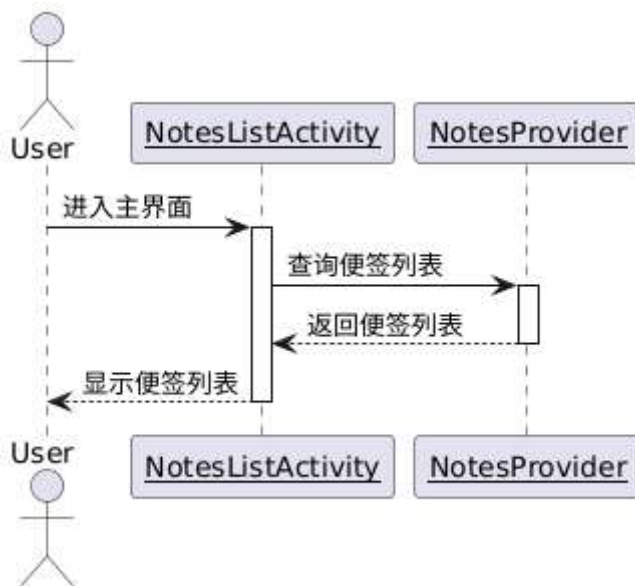 User
NotesListActivity
NotesProvider
进入主界面
查询便签列表
返回便签列表
显示便签列表
User
NotesListActivity
NotesProvider